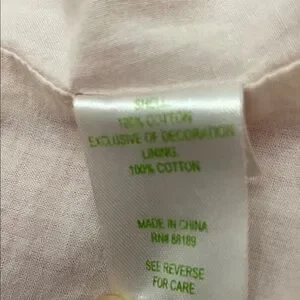 SHELL
100% COTTON
EXCLUSIVE OF DECORATION
LINING
100% COTTON
MADE IN CHINA
RN# 88189
SEE REVERSE
FOR CARE